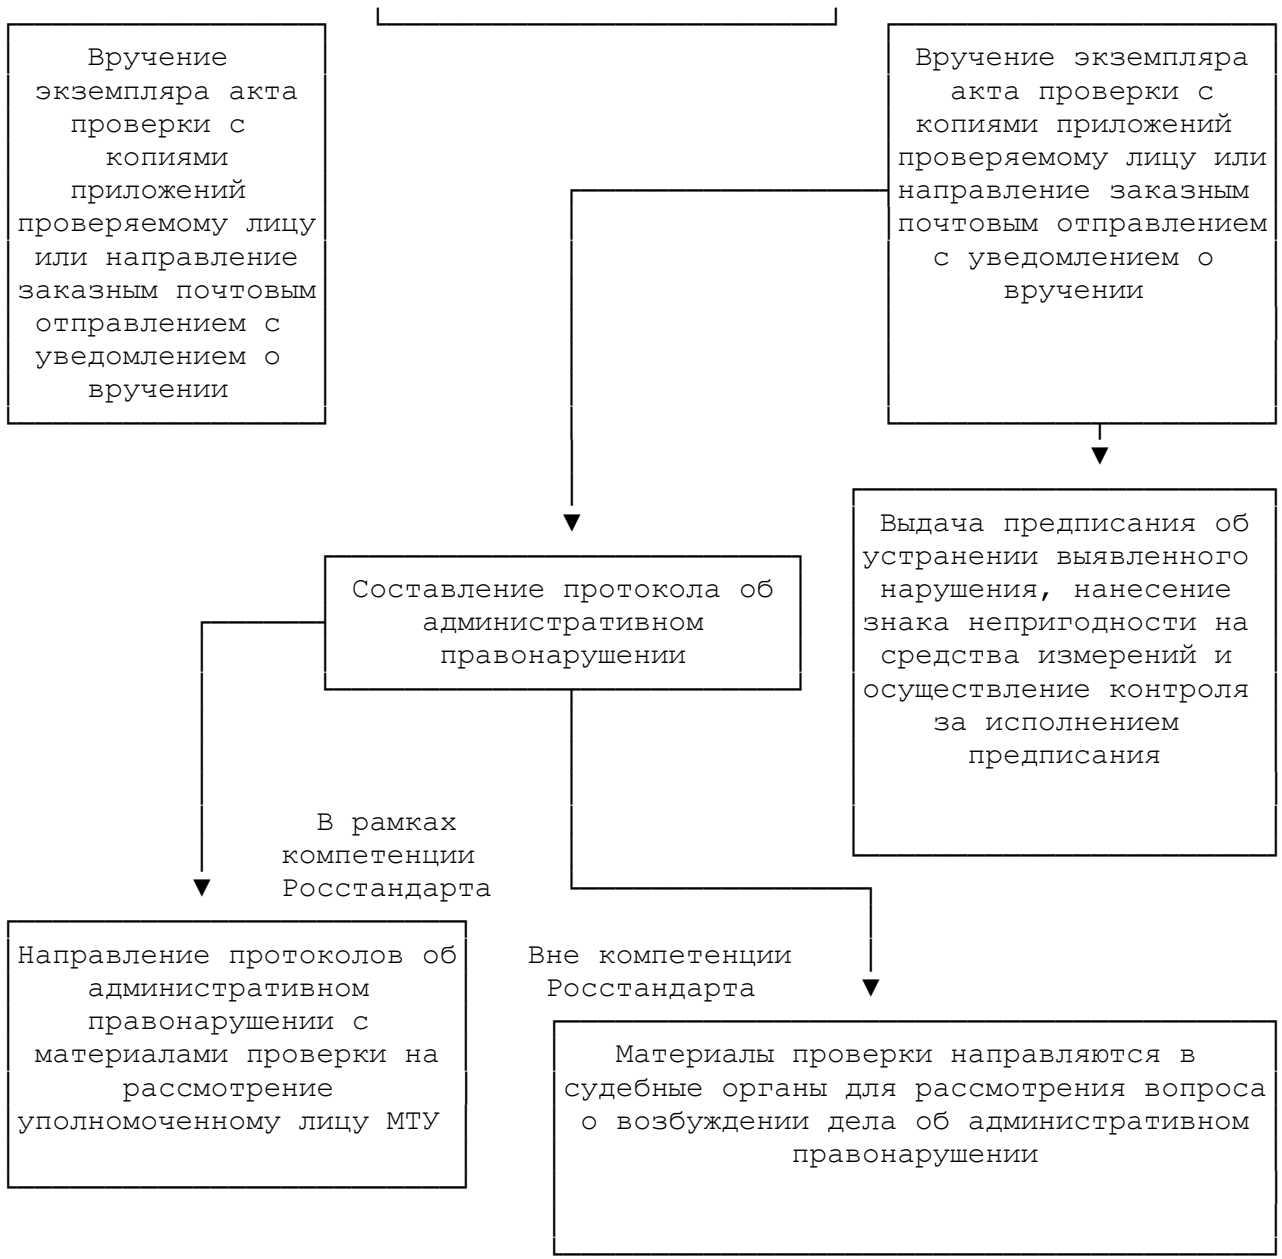 Вручение
экземпляра акта
проверки с
копиями
приложений
проверяемому лицу
или направление
заказным почтовым
отправлением с
уведомлением о
вручении
Вручение экземпляра
акта проверки с
копиями приложений
проверяемому лицу или
направление заказным
почтовым отправлением
с уведомлением о
вручении
Составление протокола об
административном
правонарушении
Выдача предписания об
устранении выявленного
нарушения, нанесение
знака непригодности на
средства измерений и
осуществление контроля
за исполнением
предписания
В рамках
компетенции
Росстандарта
Направление протоколов об
административном
правонарушении с
материалами проверки на
рассмотрение
уполномоченному лицу МТУ
Вне компетенции
Росстандарта
Материалы проверки направляются в
судебные органы для рассмотрения вопроса
о возбуждении дела об административном
правонарушении